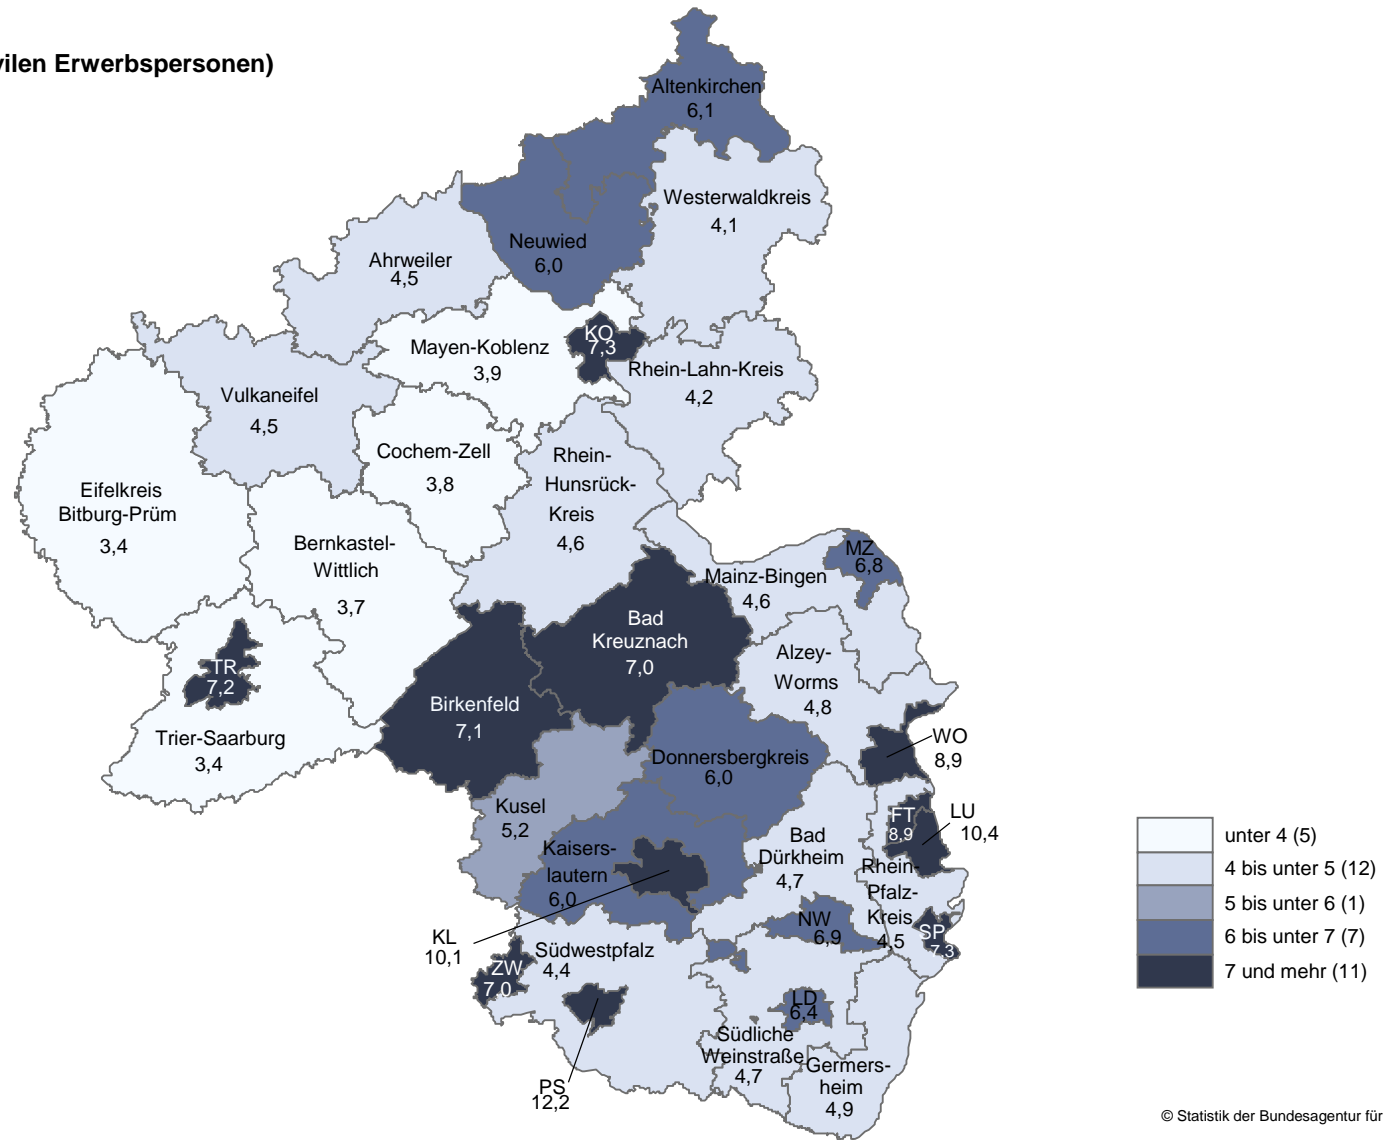 vilen Erwerbspersonen)
Altenkirchen
6,1
Westerwaldkreis
4,1
Neuwied
6,0
Ahrweiler
4,5
KO
7,3
Mayen-Koblenz
3,9
Rhein-Lahn-Kreis
4,2
Vulkaneifel
4,5
Cochem-Zell
3,8
Rhein-
Hunsrück-
Kreis
4,6
Eifelkreis
Bitburg-Prüm
3,4
Bernkastel-
Wittlich
3,7
MZ
6,8
Mainz-Bingen
4,6
Bad
Kreuznach
7,0
Alzey-
Worms
4,8
TR
7,2
Birkenfeld
7,1
Trier-Saarburg
3,4
WO
8,9
Donnersbergkreis
6,0
Kusel
5,2
FT
8,9
LU
10,4
Bad
Dürkheim
4,7
Kaisers-
lautern
6,0
Rhein-
Pfalz-
Kreis
4,5
NW
6,9
SP
7,3
KL
10,1
Südwestpfalz
4,4
ZW
7,0
LD
6,4
Südliche
Weinstraße
4,7
Germers-
heim
4,9
PS
12,2
unter 4 (5)
4 bis unter 5 (12)
5 bis unter 6 (1)
6 bis unter 7 (7)
7 und mehr (11)
© Statistik der Bundesagentur für